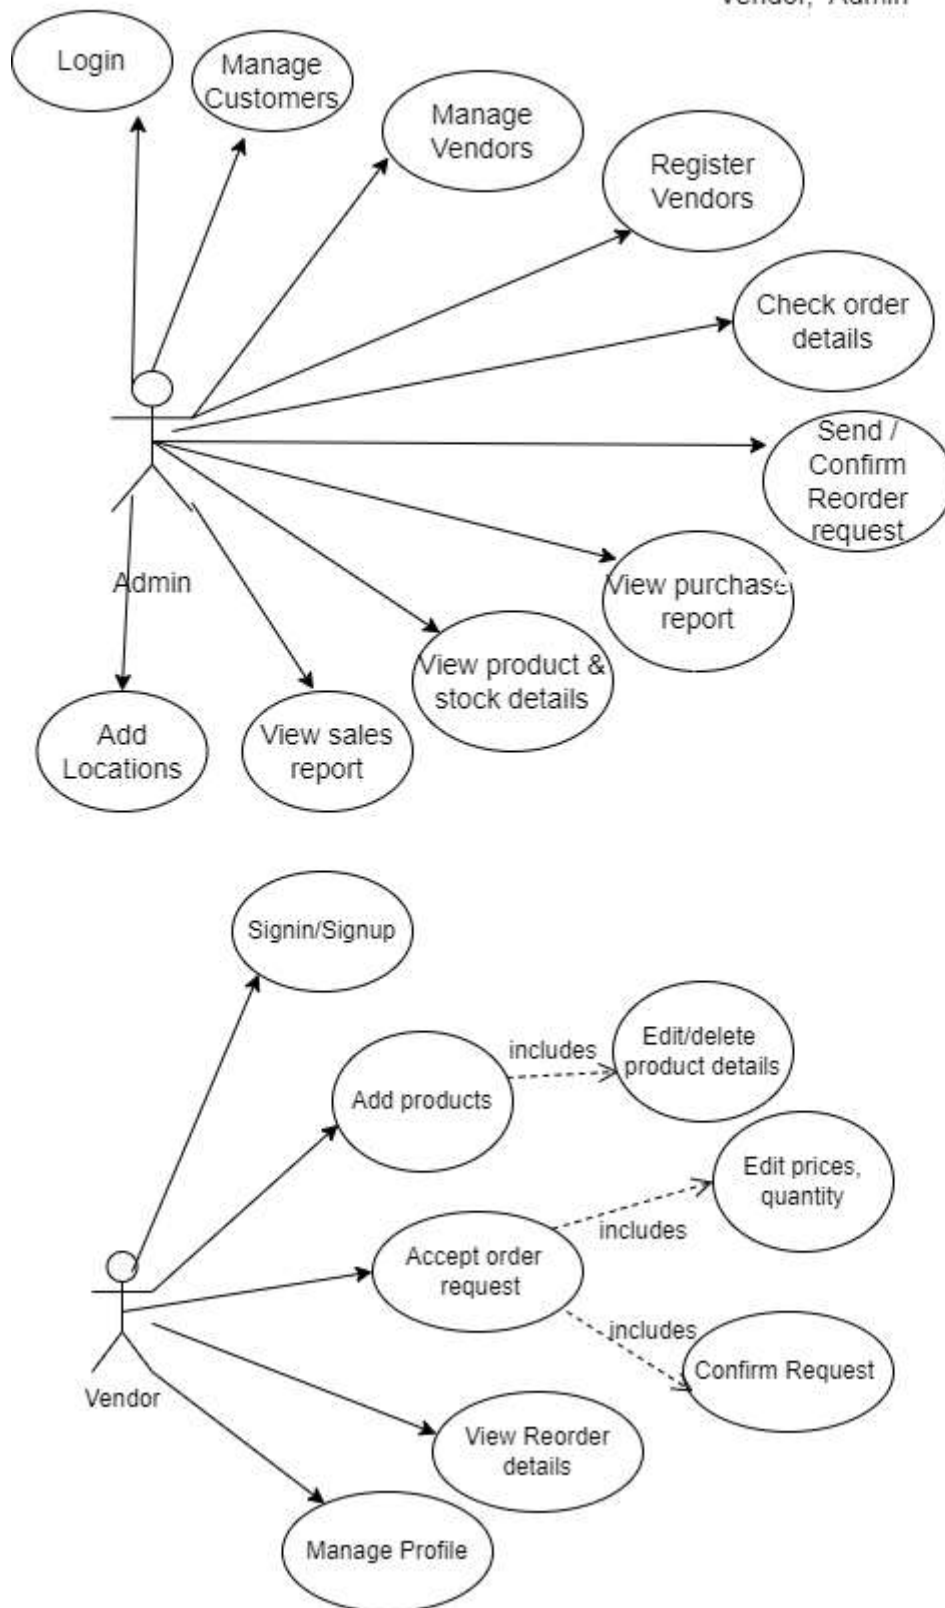 Vendor, Admin
Login
Manage
Customers
Manage
Vendors
Register
Vendors
Check order
details
Send /
Confirm
Reorder
request
View purchase
report
Admin
View product &
stock details
Add
Locations
View sales
report
Signin/Signup
Edit/delete
product details
includes
Add products
Edit prices,
quantity
includes
Accept order
request
includes
Confirm Request
Vendor
View Reorder
details
Manage Profile